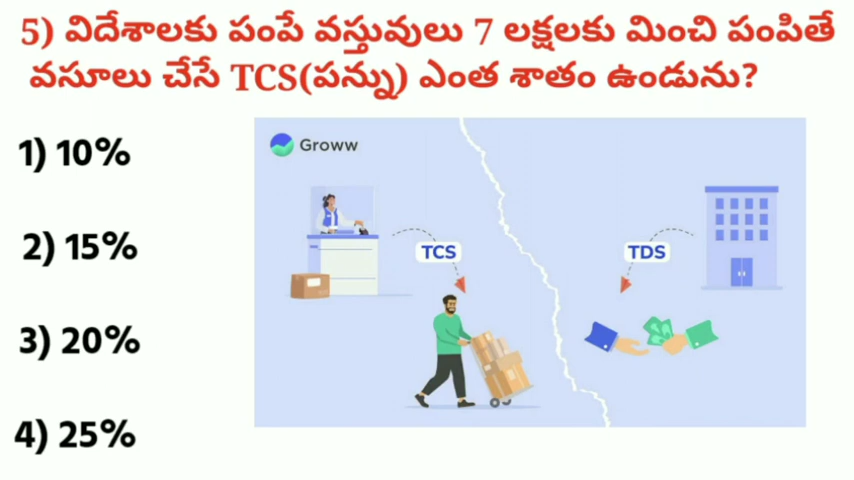 5) విదేశాలకు పంపే వస్తువులు 7 లక్షలకు మించి పంపితే
వసూలు చేసే TCS(పన్ను) ఎంత శాతం ఉండును?
1) 10%
2) 15%
3) 20%
4) 25%
Groww
TCS
TDS